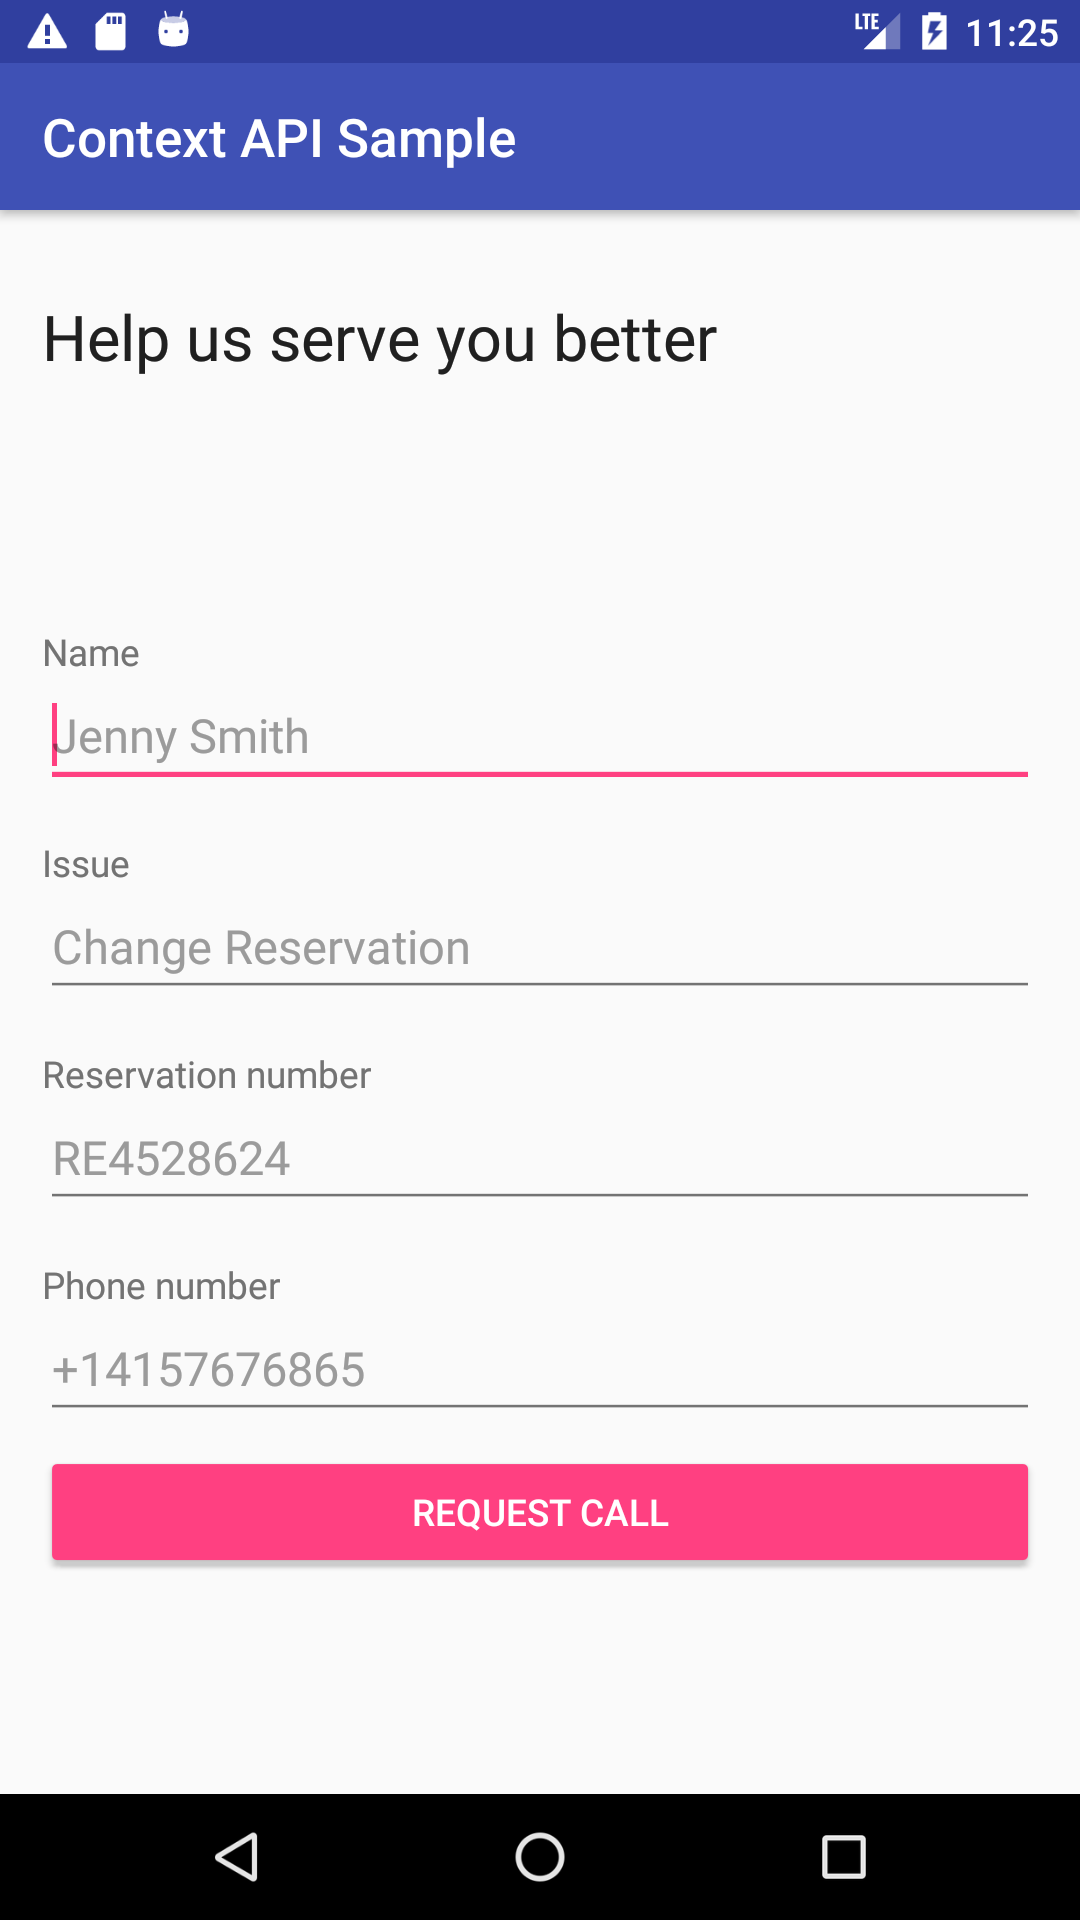 LTE 11:25
Context API Sample
Help us serve you better
Name
Jenny Smith
Issue
Change Reservation
Reservation number
RE4528624
Phone number
+14157676865
REQUEST CALL